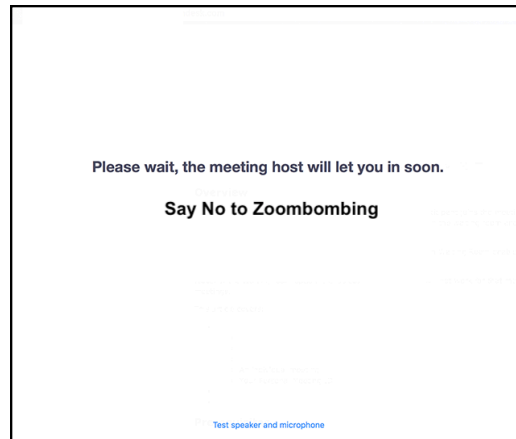 Please wait, the meeting host will let you in soon.
Say No to Zoombombing
Test speaker and microphone